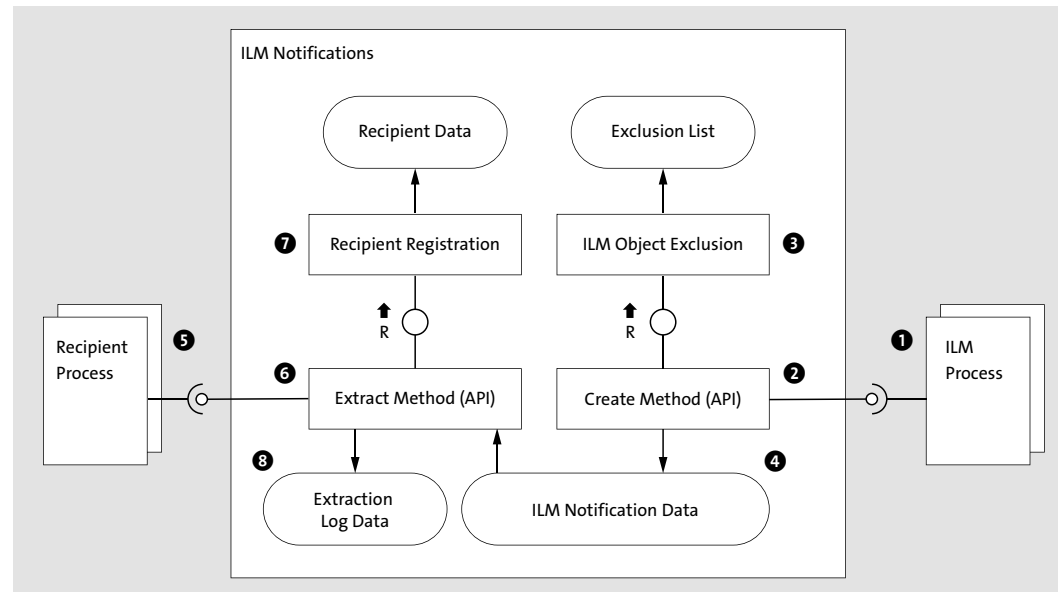 ILM Notifications
Recipient Data
Exclusion List
7
Recipient Registration
ILM Object Exclusion
3
R
R
Recipient
Process
5
1
ILM
Process
6
Extract Method (API)
Create Method (API)
2
8
Extraction
Log Data
ILM Notification Data
4